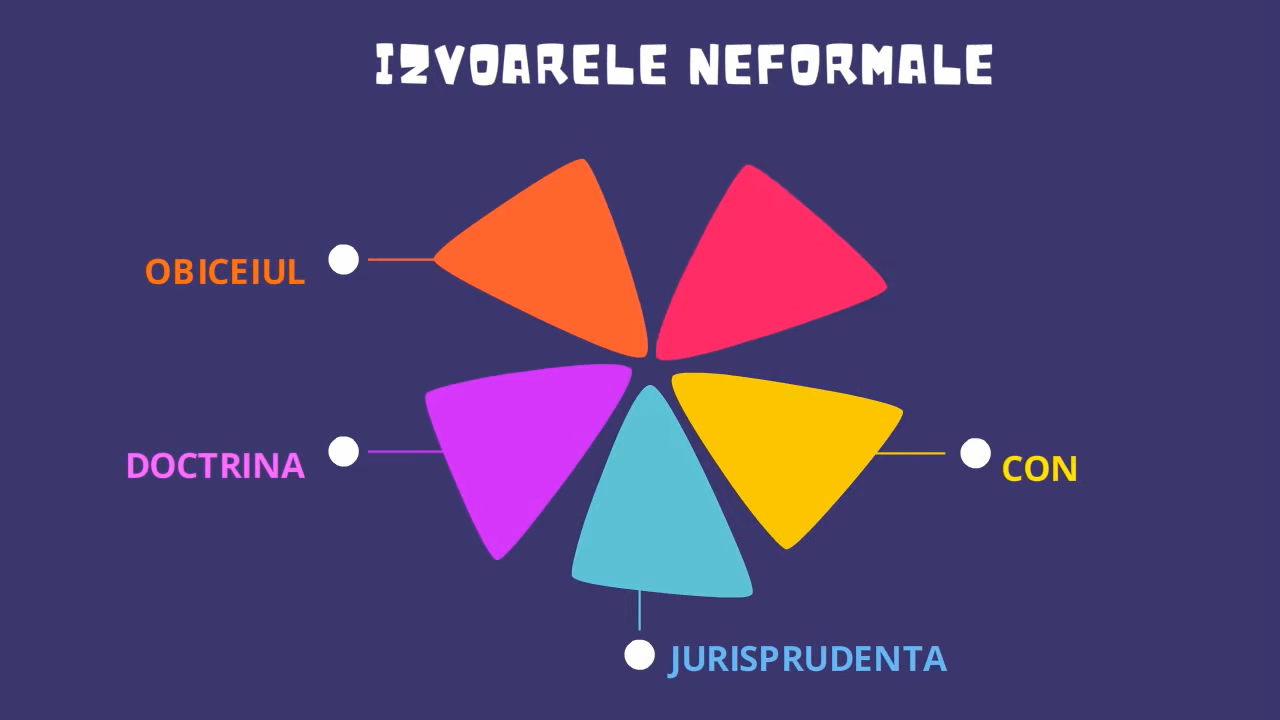 IZVOARELE NEFORMALE
OBICEIUL
DOCTRINA
CON
JURISPRUDENTA